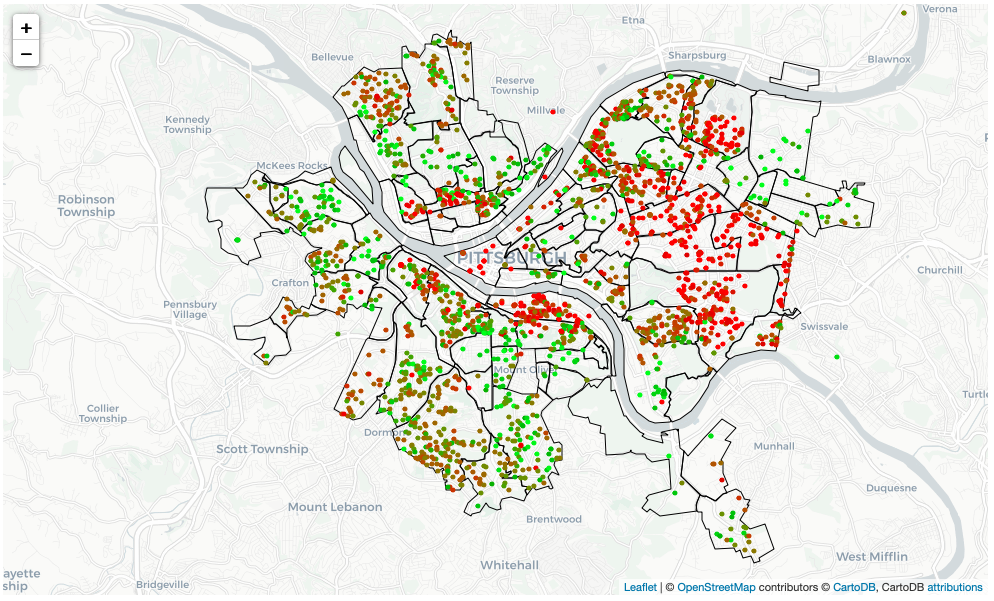 +
−
Verona
Etna
Bellevue
Sharpsburg
Blawnox
Reserve
Township
Millvale
Kennedy
Township
McKees Rocks
Robinson
Township
PITTSBURGH
Churchill
Crafton
Pennsbury
Village
Swissvale
Mount Oliver
Turtle
Collier
Township
Dormont
Scott Township
Munhall
Duquesne
Mount Lebanon
Brentwood
Whitehall
West Mifflin
ayette
ship
Bridgeville
Leaflet | © OpenStreetMap contributors © CartoDB, CartoDB attributions